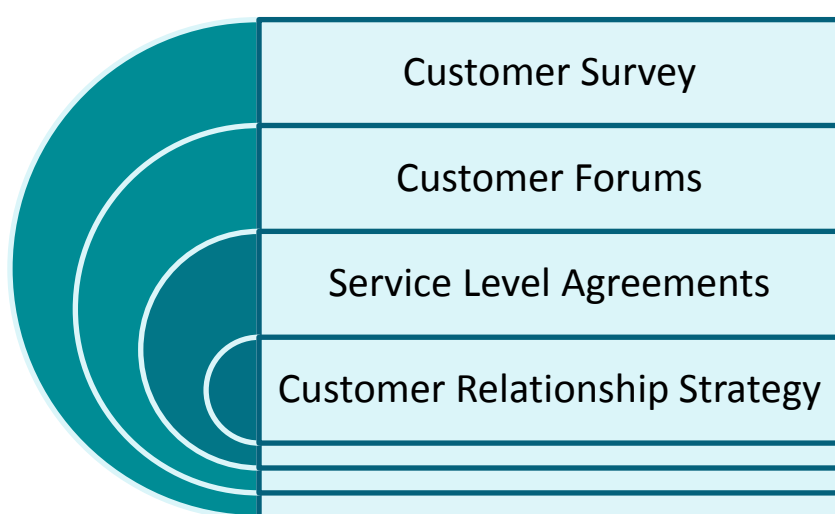 Customer Survey
Customer Forums
Service Level Agreements
Customer Relationship Strategy